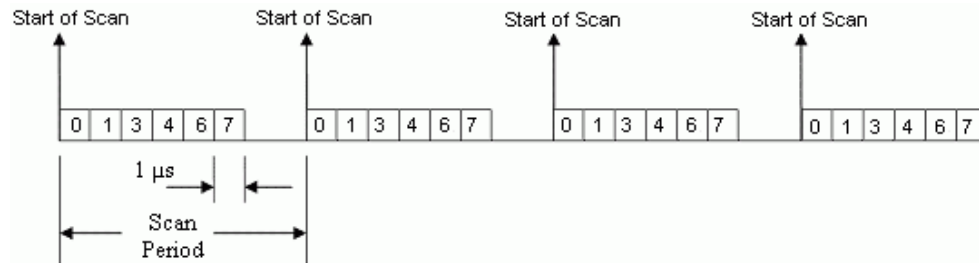 Start of Scan Start of Scan Start of Scan Start of Scan
0 1 3 4 6 7 0 1 3 4 6 7 0 1 3 4 6 7 0 1 3 4 6 7
1 µs
Scan
Period